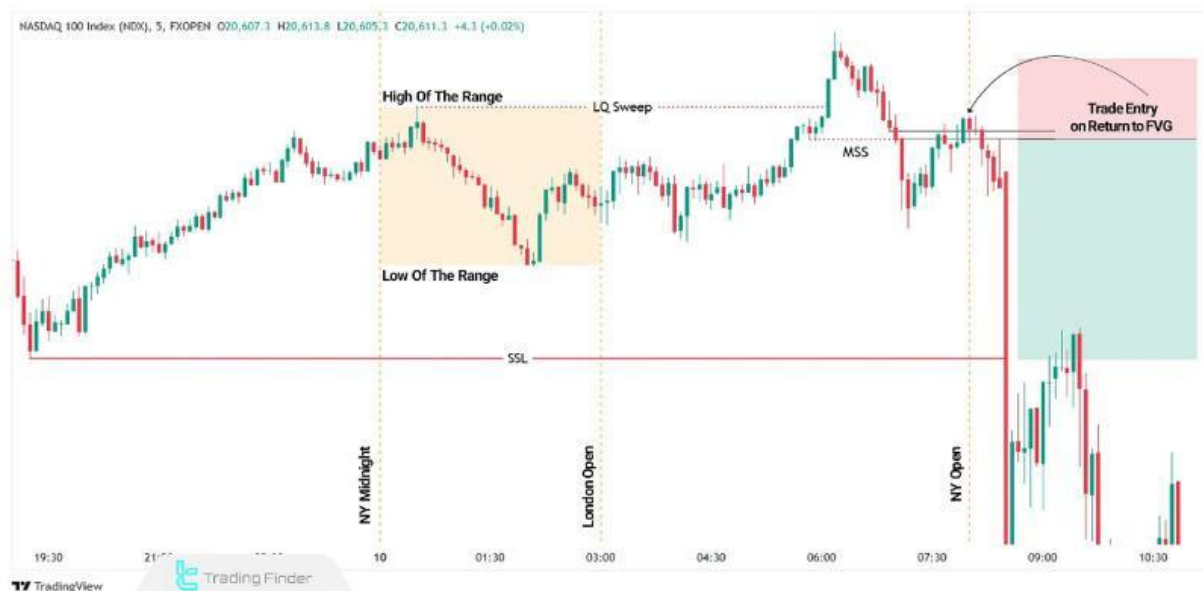 NASDAQ 100 Index (NDX), 5, FXOPEN O20,607.3 H20,613.8 L20,605.3 C20,611.3 +4.3 (+0.02%)
High Of The Range
LQ Sweep
Trade Entry
on Return to FVG
MSS
Low Of The Range
SSL
NY Midnight
London Open
NY Open
19:30
10
01:30
03:00
04:30
06:00
07:30
09:00
10:30
TradingView
Trading Finder